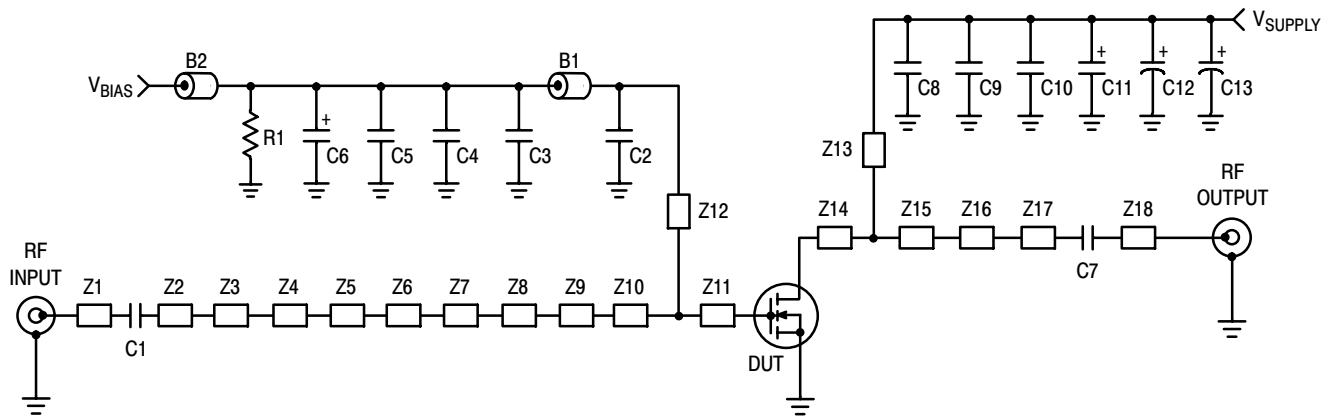 V_SUPPLY
B2
B1
V_BIAS
R1
+
C6
C5
C4
C3
C2
C8
C9
C10
+
C11
+
C12
+
C13
Z12
Z13
RF
INPUT
Z1
C1
Z2
Z3
Z4
Z5
Z6
Z7
Z8
Z9
Z10
Z11
DUT
Z14
Z15
Z16
Z17
C7
Z18
RF
OUTPUT